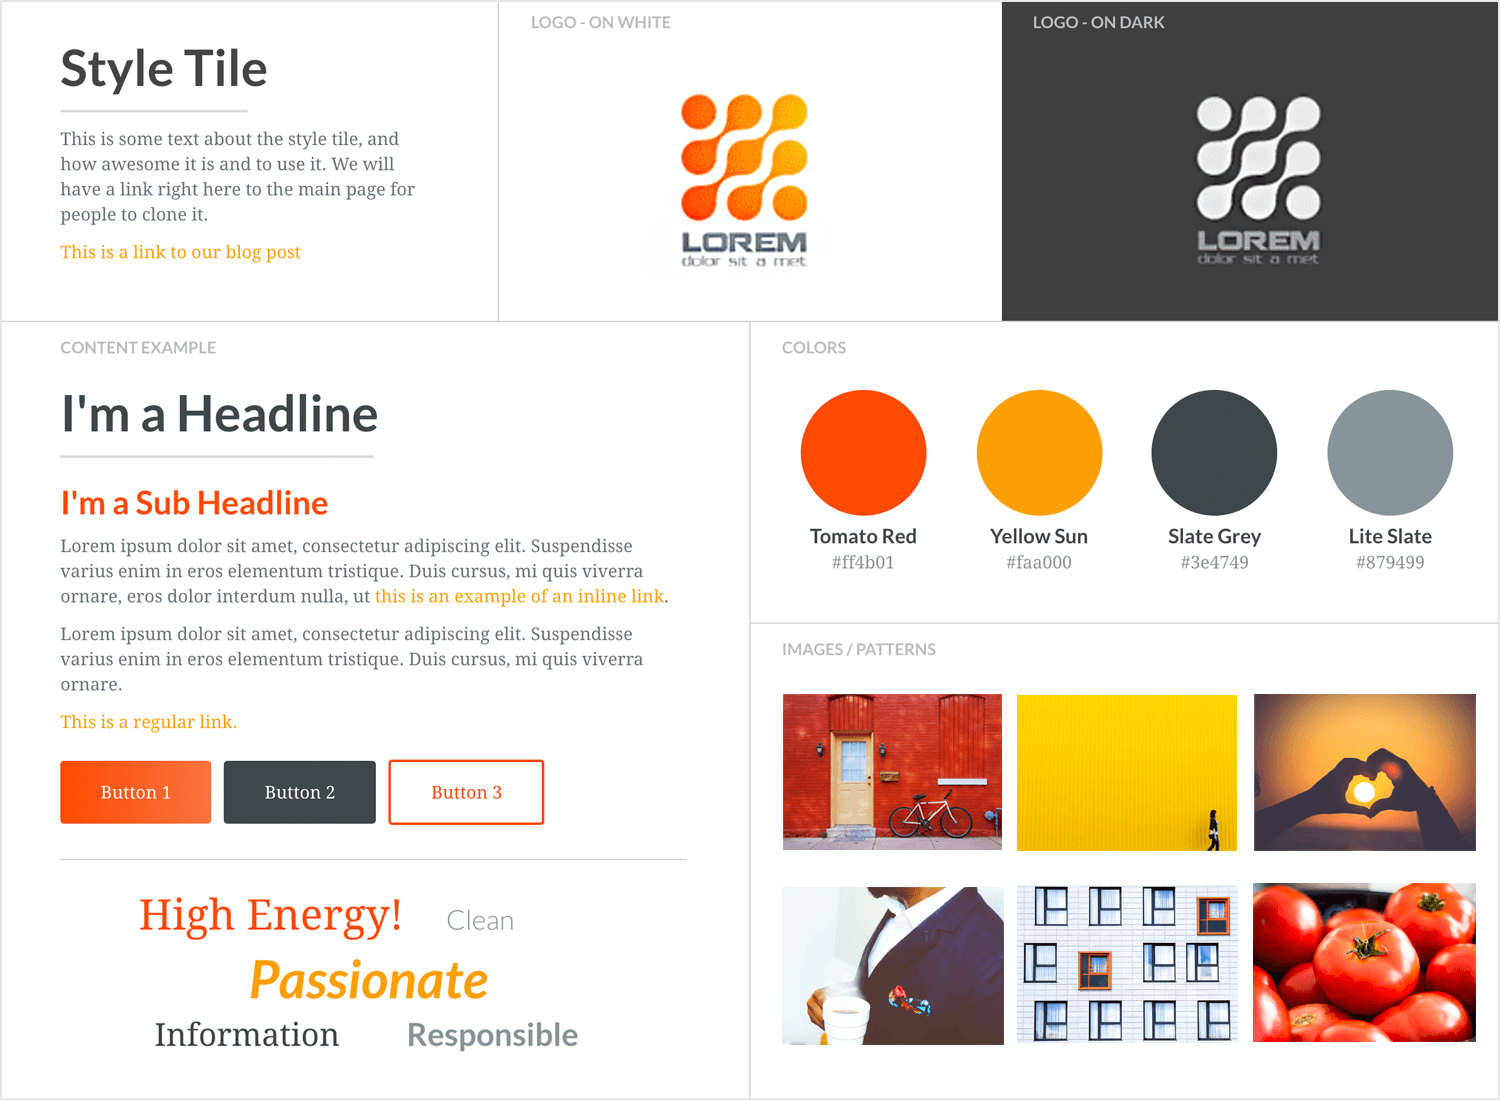 Style Tile
This is some text about the style tile, and
how awesome it is and to use it. We will
have a link right here to the main page for
people to clone it.
This is a link to our blog post
LOGO - ON WHITE
LOREM
dolor sit a met
LOGO - ON DARK
LOREM
dolor sit a met
CONTENT EXAMPLE
I'm a Headline
I'm a Sub Headline
Lorem ipsum dolor sit amet, consectetur adipiscing elit. Suspendisse
varius enim in eros elementum tristique. Duis cursus, mi quis viverra
ornare, eros dolor interdum nulla, ut this is an example of an inline link.
Lorem ipsum dolor sit amet, consectetur adipiscing elit. Suspendisse
varius enim in eros elementum tristique. Duis cursus, mi quis viverra
ornare.
This is a regular link.
Button 1
Button 2
Button 3
High Energy!
Clean
Passionate
Information
Responsible
COLORS
Tomato Red
#ff4b01
Yellow Sun
#faa000
Slate Grey
#3e4749
Lite Slate
#879499
IMAGES / PATTERNS